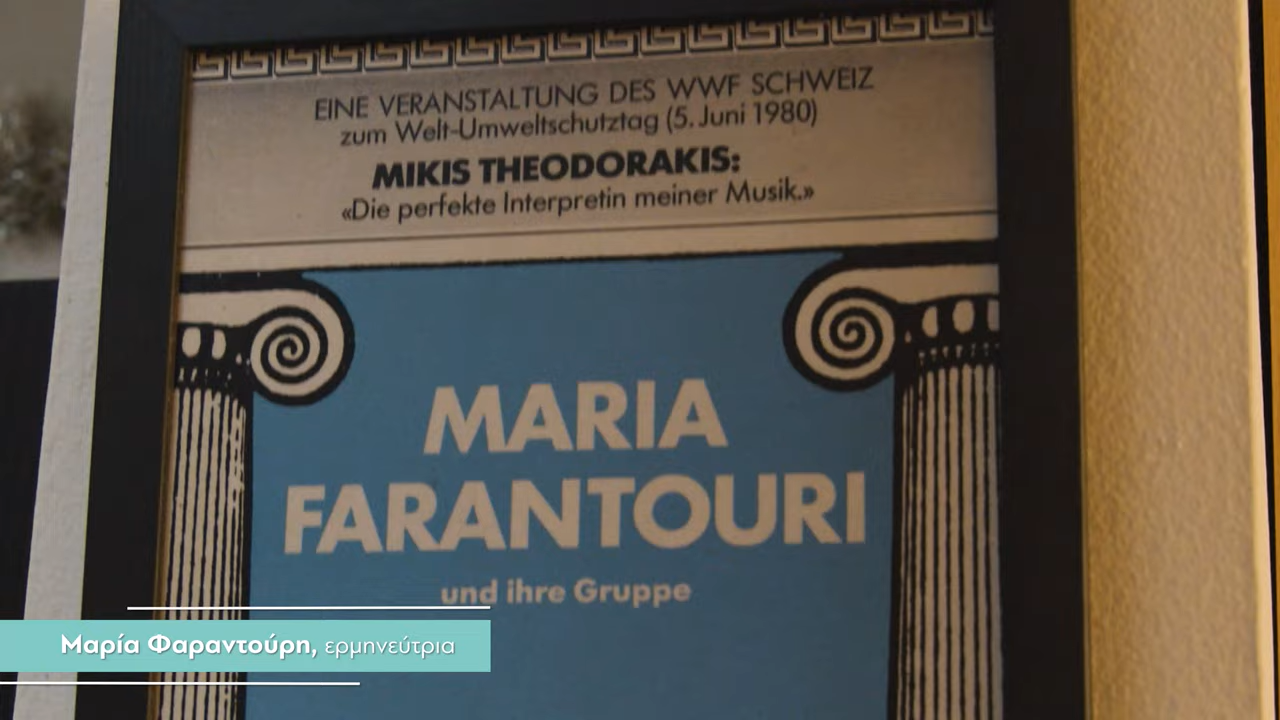 EINE VERANSTALTUNG DES WWF SCHWEIZ
zum Welt-Umweltschutztag (5. Juni 1980)
MIKIS THEODORAKIS:
«Die perfekte Interpretin meiner Musik.»
MARIA
FARANTOURI
und ihre Gruppe
Μαρία Φαραντούρη, ερμηνεύτρια